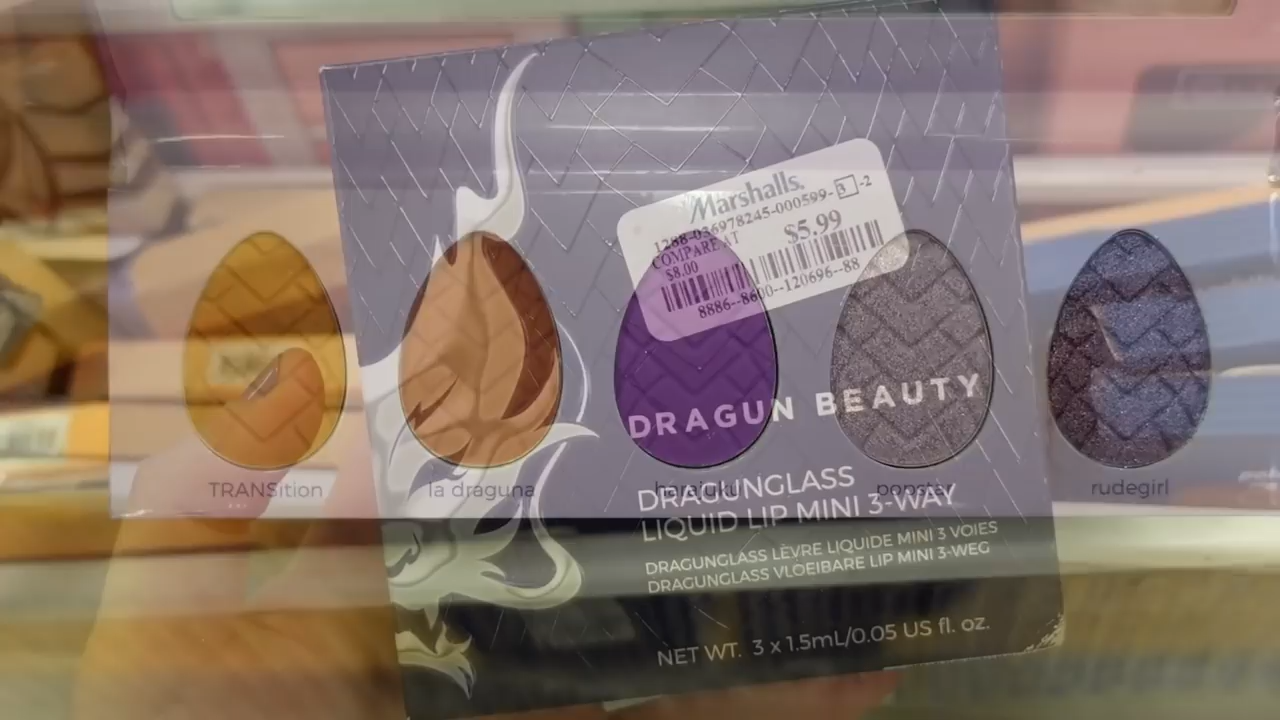 Marshalls.
1288-036978245-000599-3-2
COMPARE AT
$8.00
$5.99
8886--8600--120696--88
DRAGUN BEAUTY
TRANSition
la draguna
harajuku
popstar
rudegirl
DRAGUNGLASS
LIQUID LIP MINI 3-WAY
DRAGUNGLASS LÈVRE LIQUIDE MINI 3 VOIES
DRAGUNGLASS VLOEIBARE LIP MINI 3-WEG
NET WT. 3 x 1.5mL/0.05 US fl. oz.